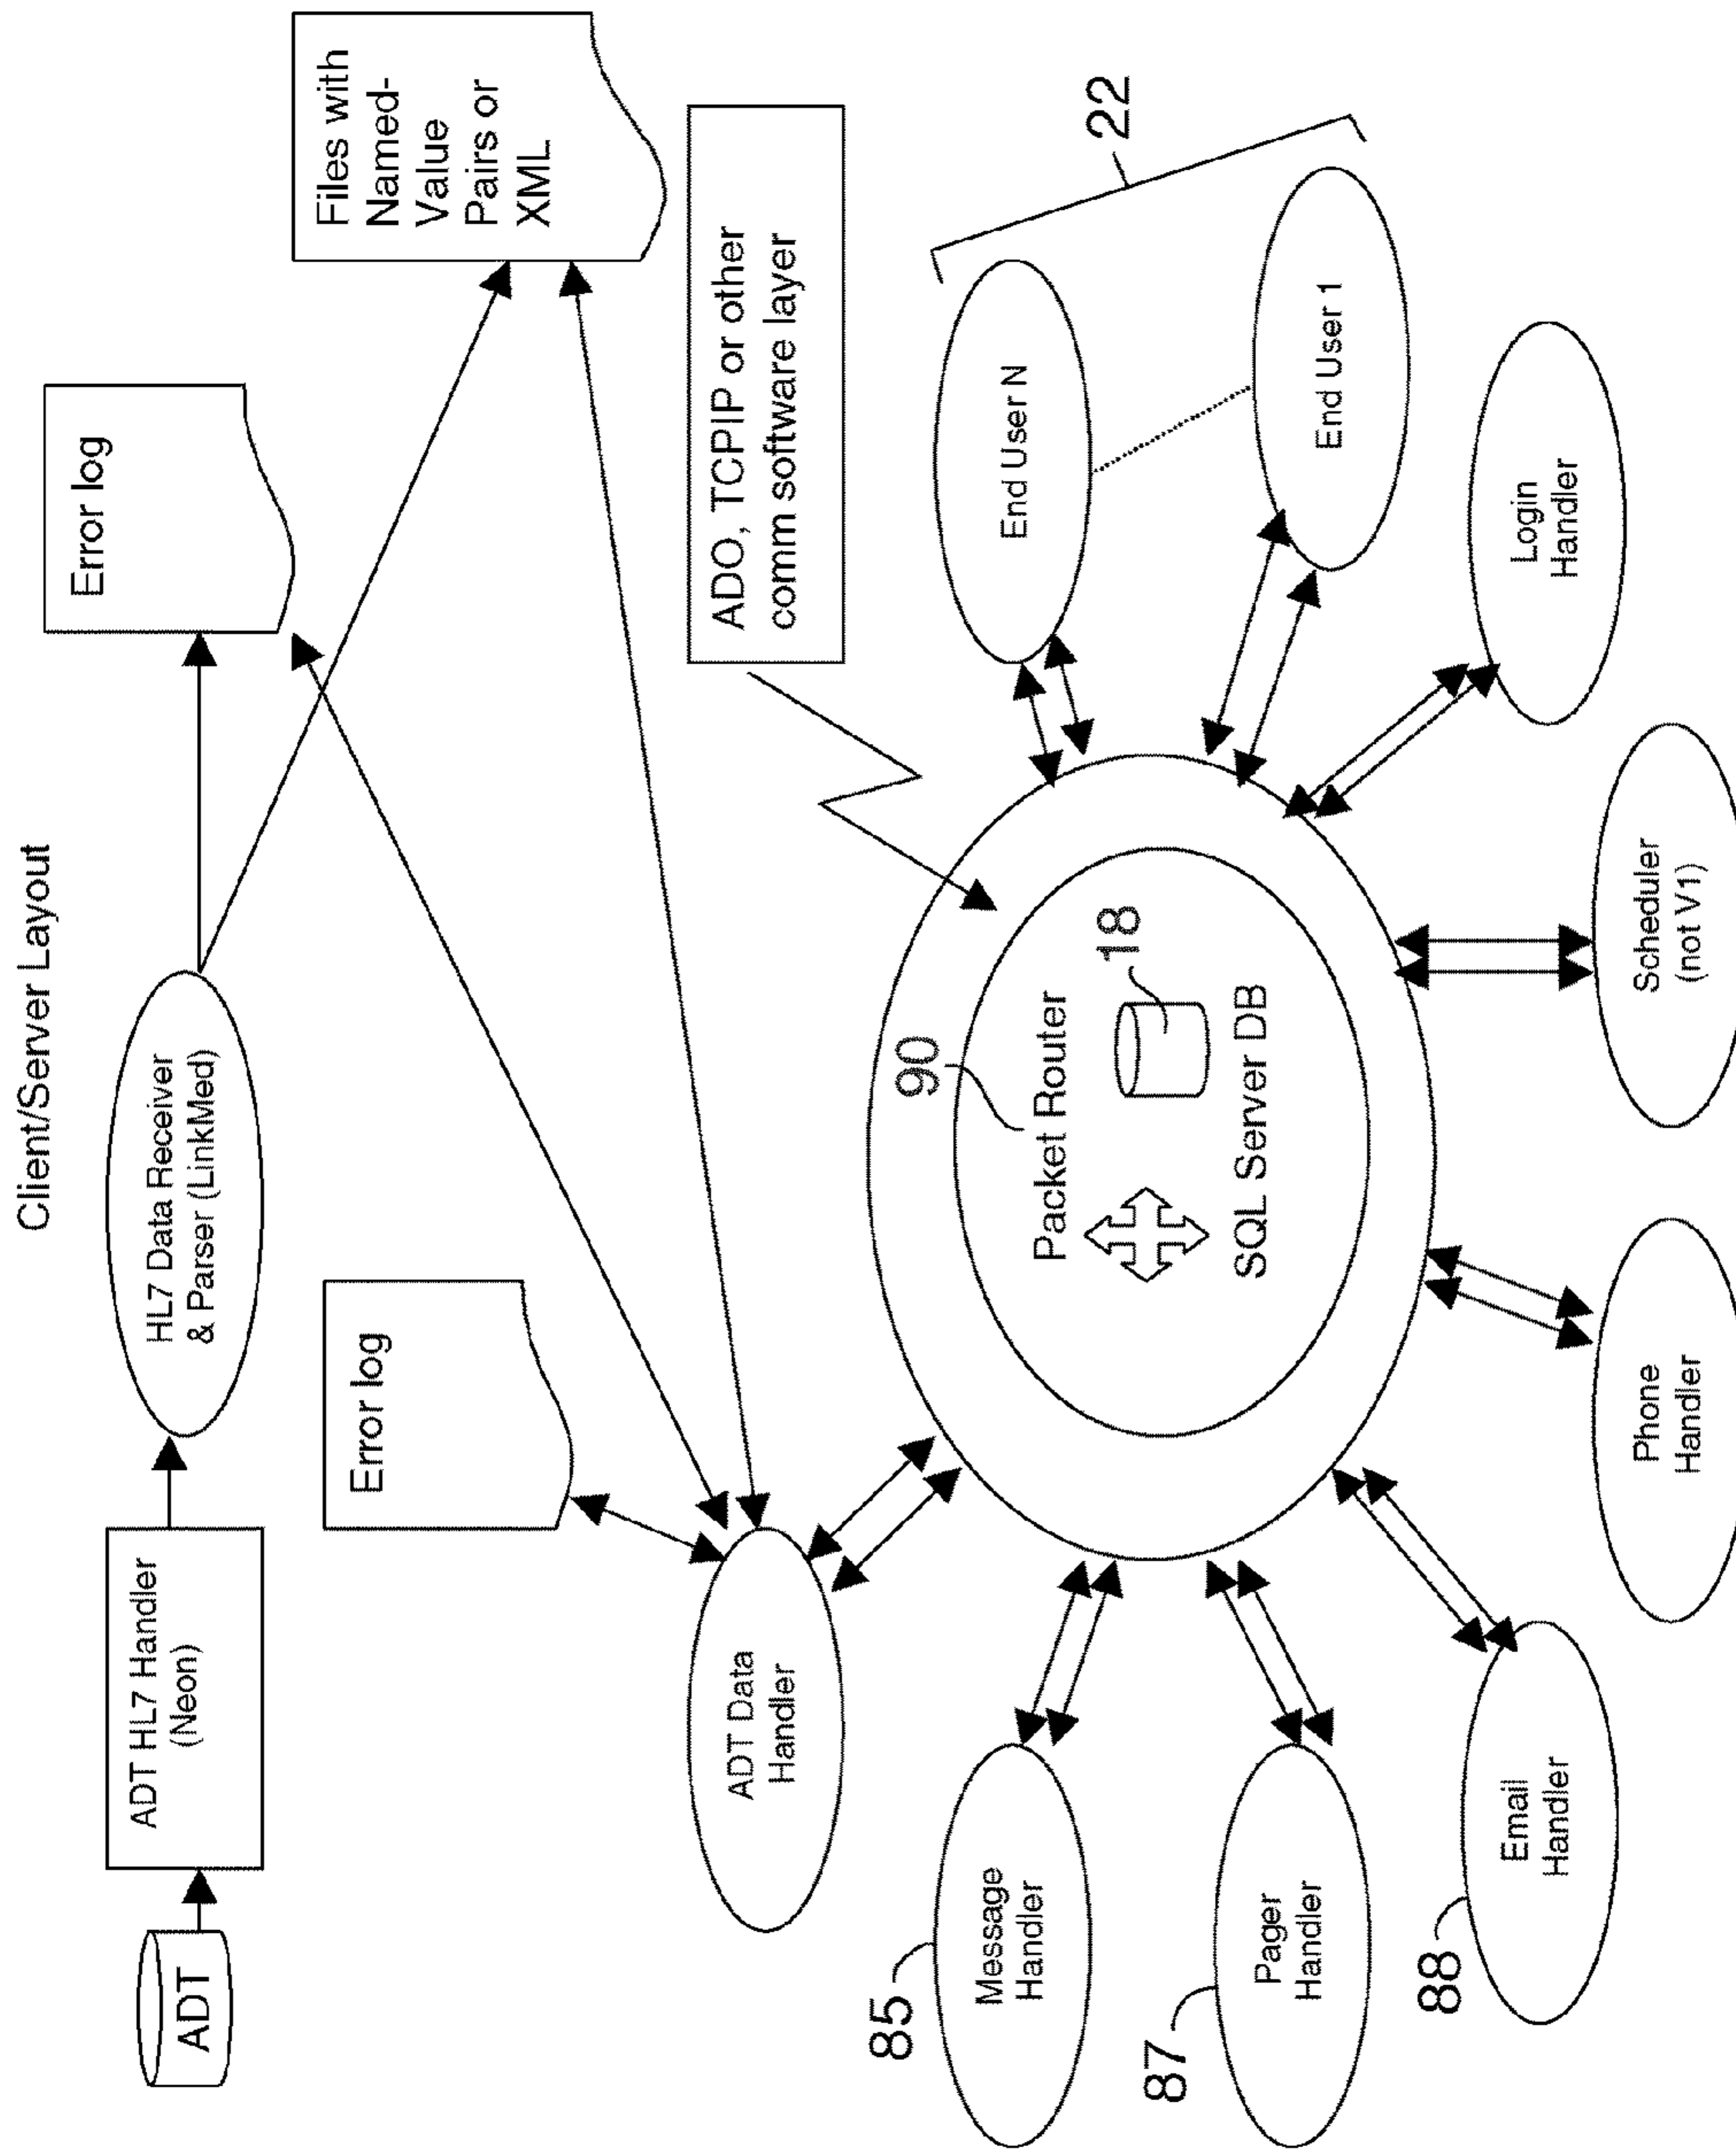 Client/Server Layout
ADT
ADT HL7 Handler
(Neon)
HL7 Data Receiver
& Parser (LinkMed)
Error log
Files with
Named-
Value
Pairs or
XML
Error log
ADO, TCPIP or other
comm software layer
ADT Data
Handler
85
Message
Handler
87
Pager
Handler
88
Email
Handler
Phone
Handler
Scheduler
(not V1)
Login
Handler
End User 1
End User N
22
90
Packet Router
18
SQL Server DB